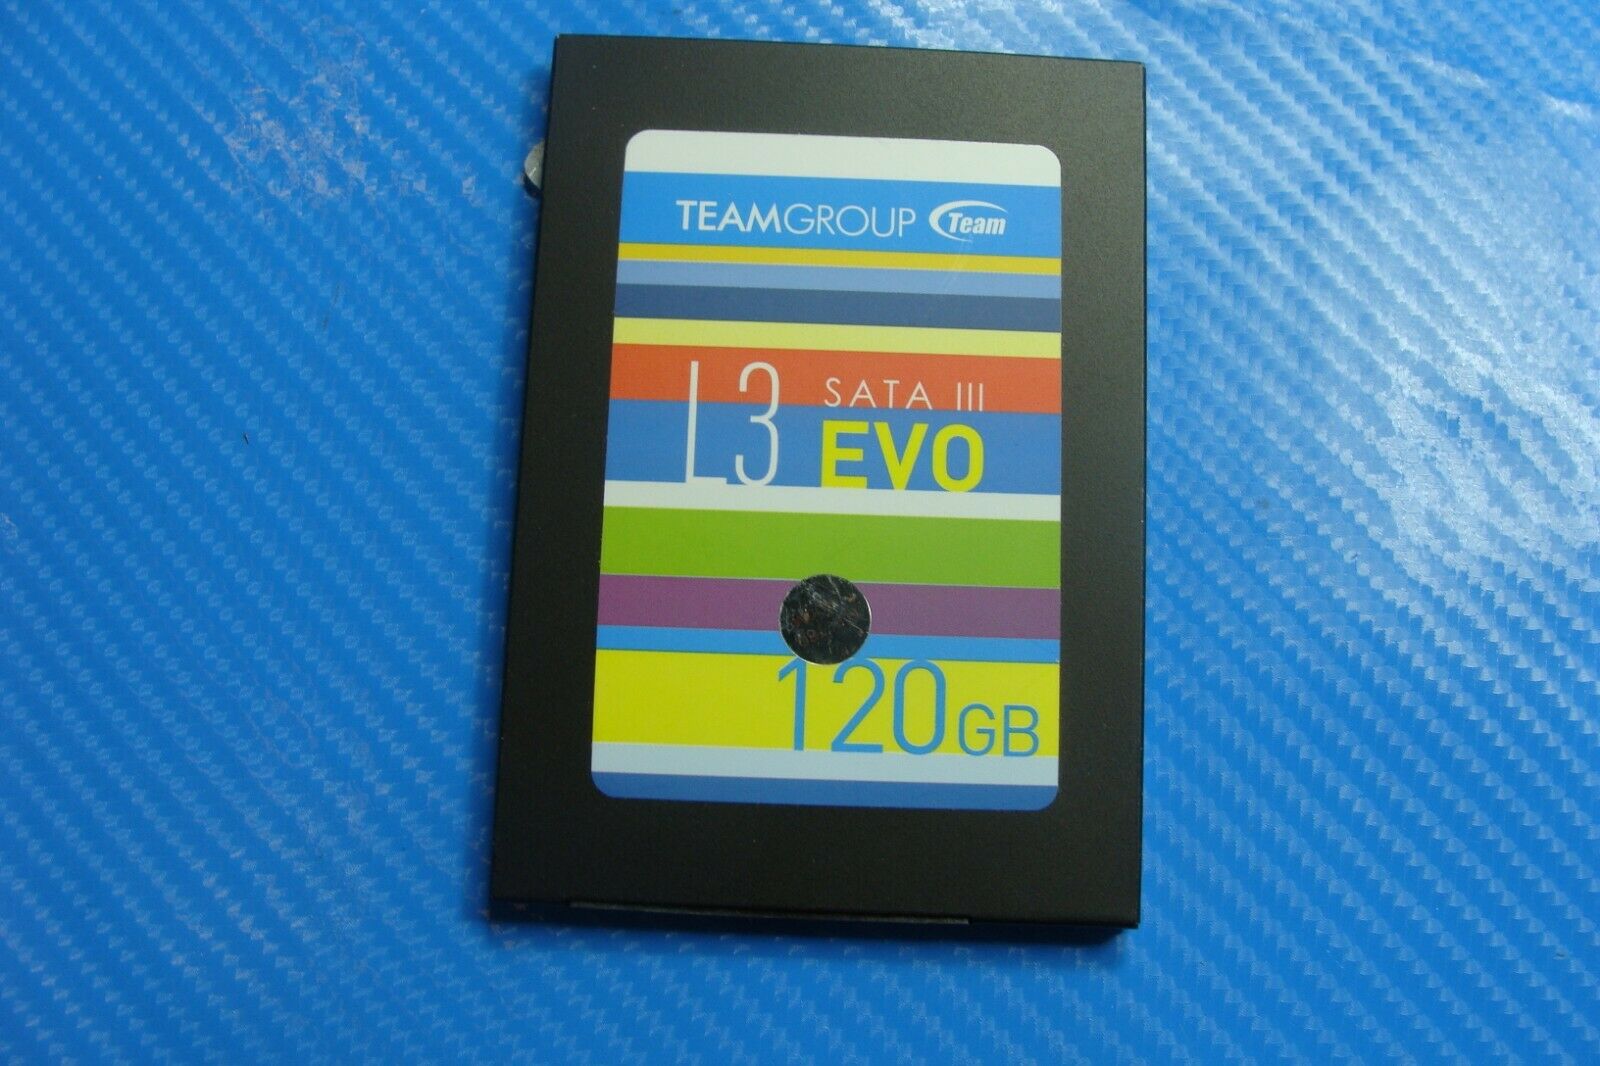 TEAMGROUP Team
L3 SATA III
EVO
120GB